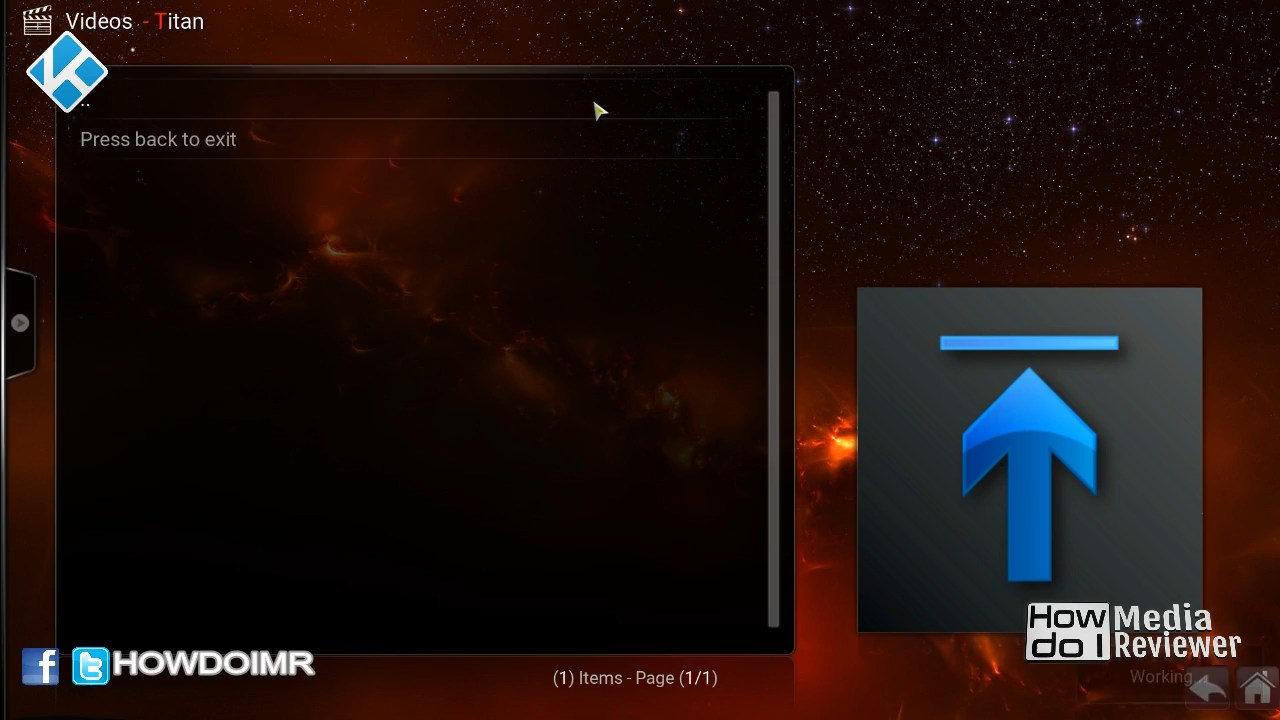 Videos - Titan
..
Press back to exit
How
do I
Media
Reviewer
f
t
HOWDOIMR
(1) Items - Page (1/1)
Working